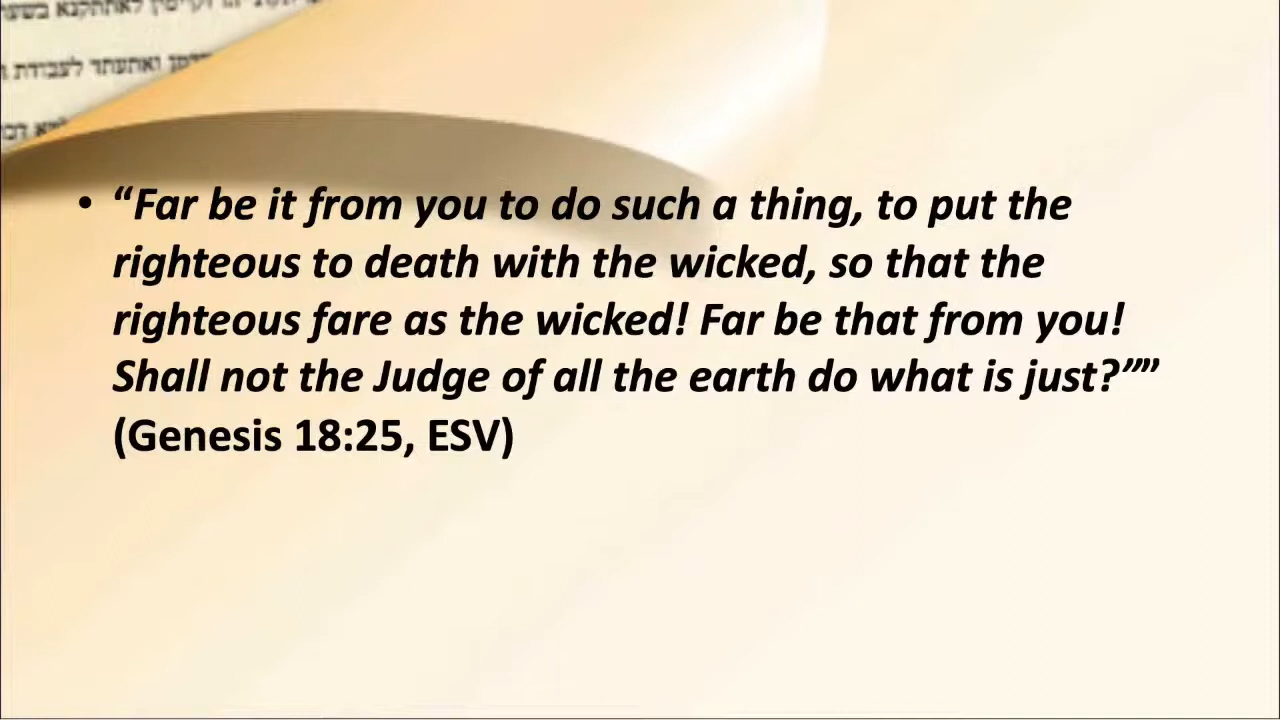 ואתעתד לעבודת
• “Far be it from you to do such a thing, to put the
righteous to death with the wicked, so that the
righteous fare as the wicked! Far be that from you!
Shall not the Judge of all the earth do what is just?””
(Genesis 18:25, ESV)